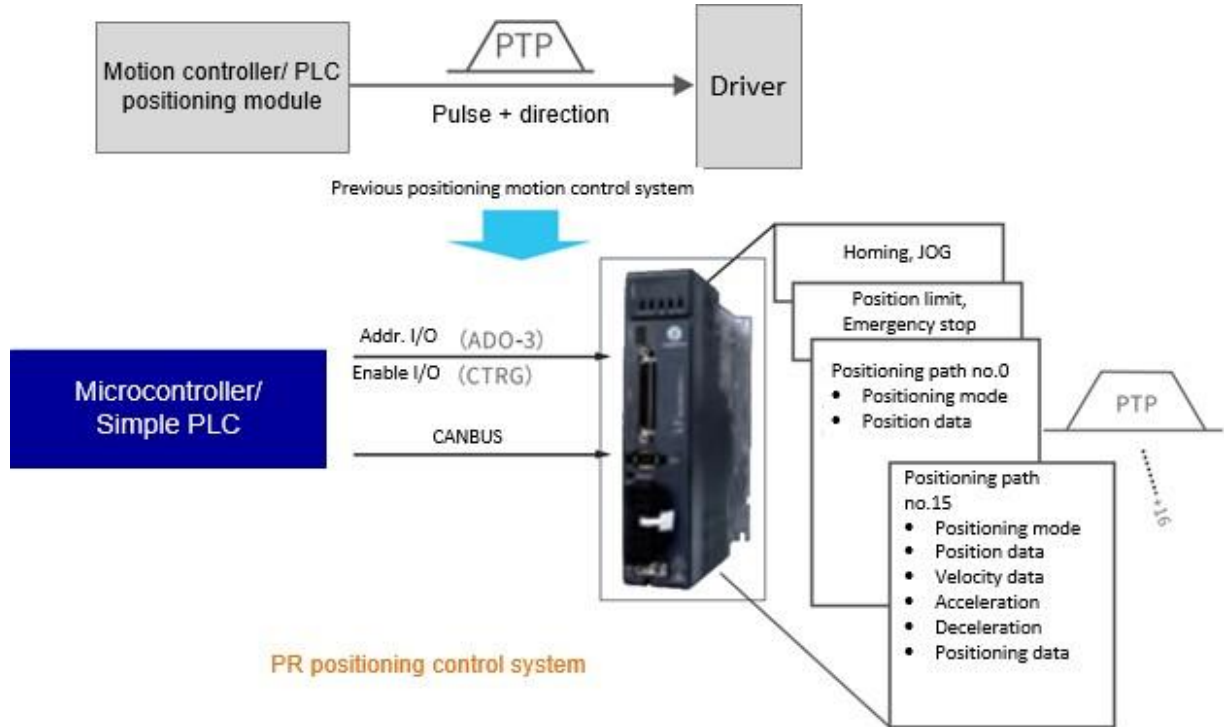 Motion controller/ PLC
positioning module
PTP
Pulse + direction
Driver
Previous positioning motion control system
Homing, JOG
Position limit,
Emergency stop
Addr. I/O (ADO-3)
Enable I/O (CTRG)
Microcontroller/
Simple PLC
CANBUS
Positioning path no.0
• Positioning mode
• Position data
PTP
+16
Positioning path
no.15
• Positioning mode
• Position data
• Velocity data
• Acceleration
• Deceleration
• Positioning data
PR positioning control system